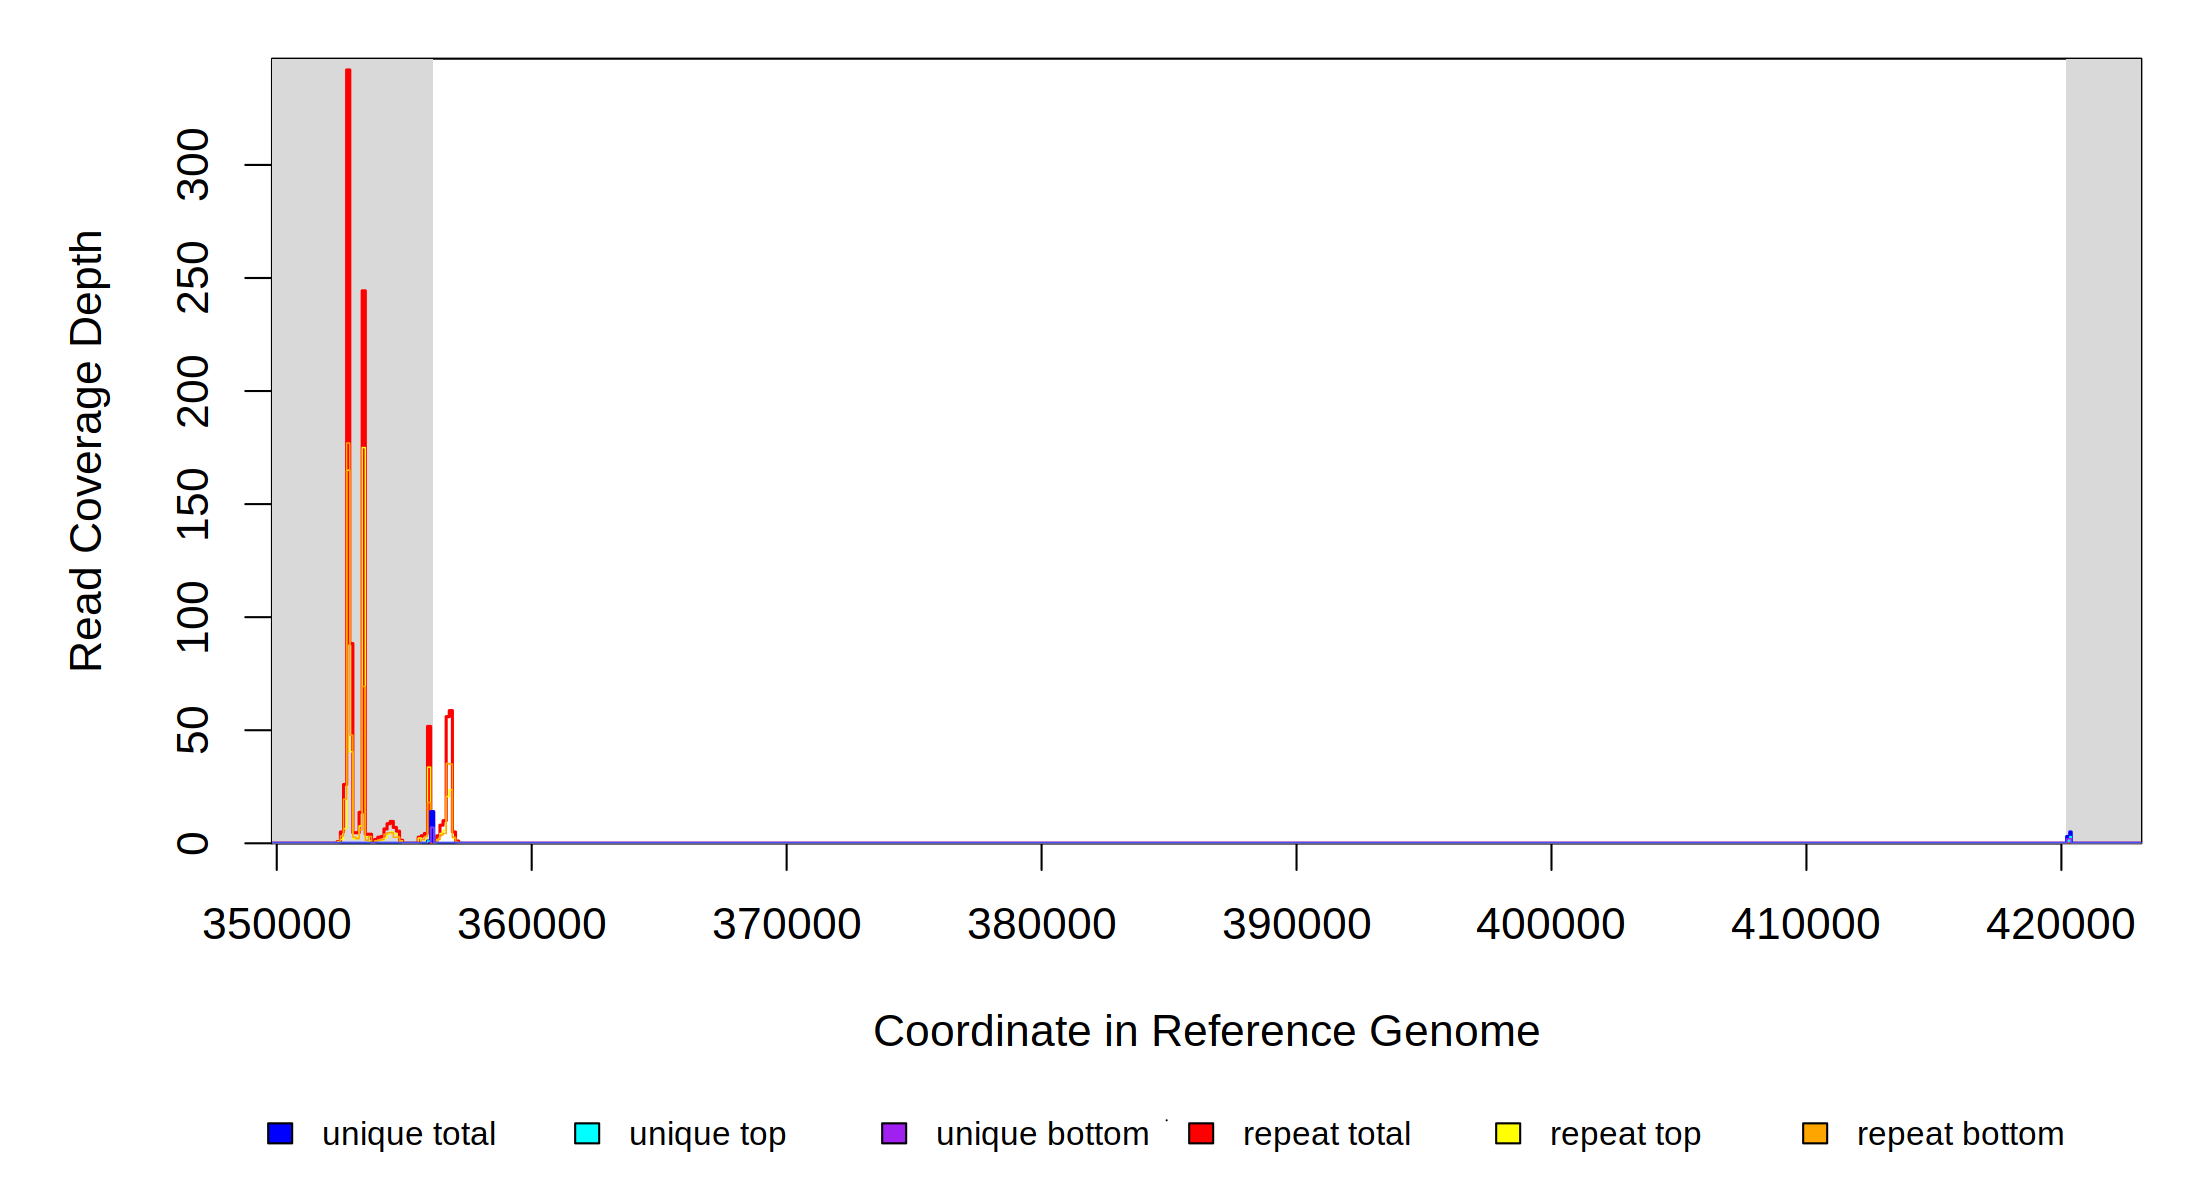 Read Coverage Depth
300
250
200
150
100
50
0
350000 360000 370000 380000 390000 400000 410000 420000
Coordinate in Reference Genome
unique total unique top unique bottom repeat total repeat top repeat bottom